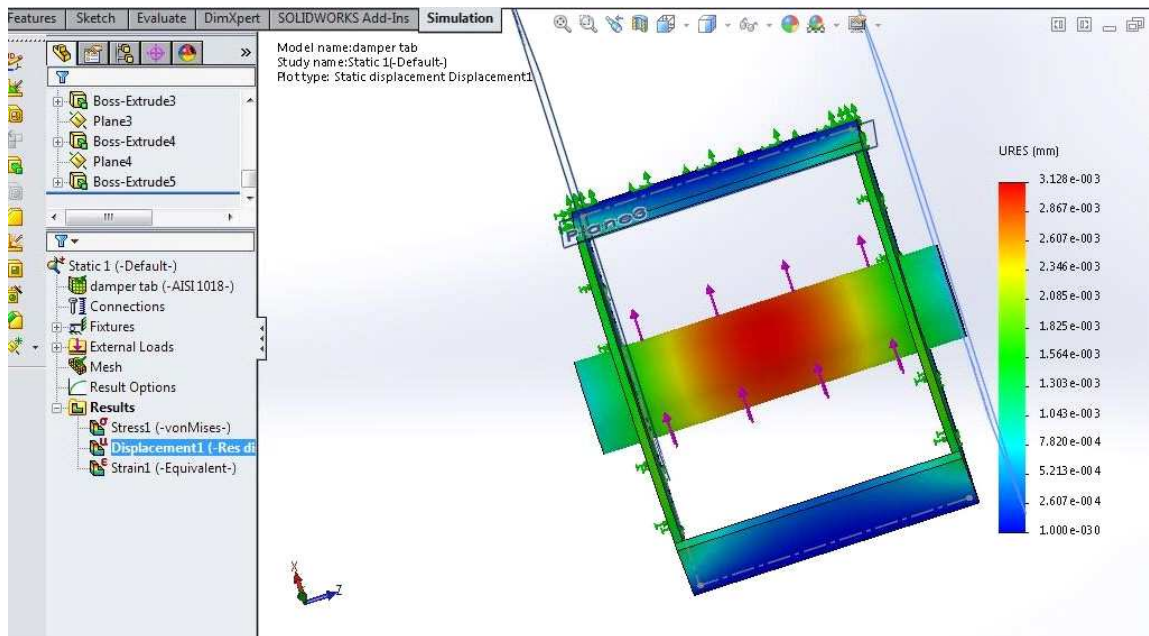 Features Sketch Evaluate DimXpert SOLIDWORKS Add-Ins Simulation
Model name:damper tab
Study name:Static 1(-Default-)
Plot type: Static displacement Displacement1
Boss-Extrude3
Plane3
Boss-Extrude4
Plane4
Boss-Extrude5
Static 1 (-Default-)
damper tab (-AISI 1018-)
Connections
Fixtures
External Loads
Mesh
Result Options
Results
Stress1 (-vonMises-)
Displacement1 (-Res di
Strain1 (-Equivalent-)
Plane3
URES (mm)
3.128e-003
2.867e-003
2.607e-003
2.346e-003
2.085e-003
1.825e-003
1.564e-003
1.303e-003
1.043e-003
7.820e-004
5.213e-004
2.607e-004
1.000e-030
X
Z